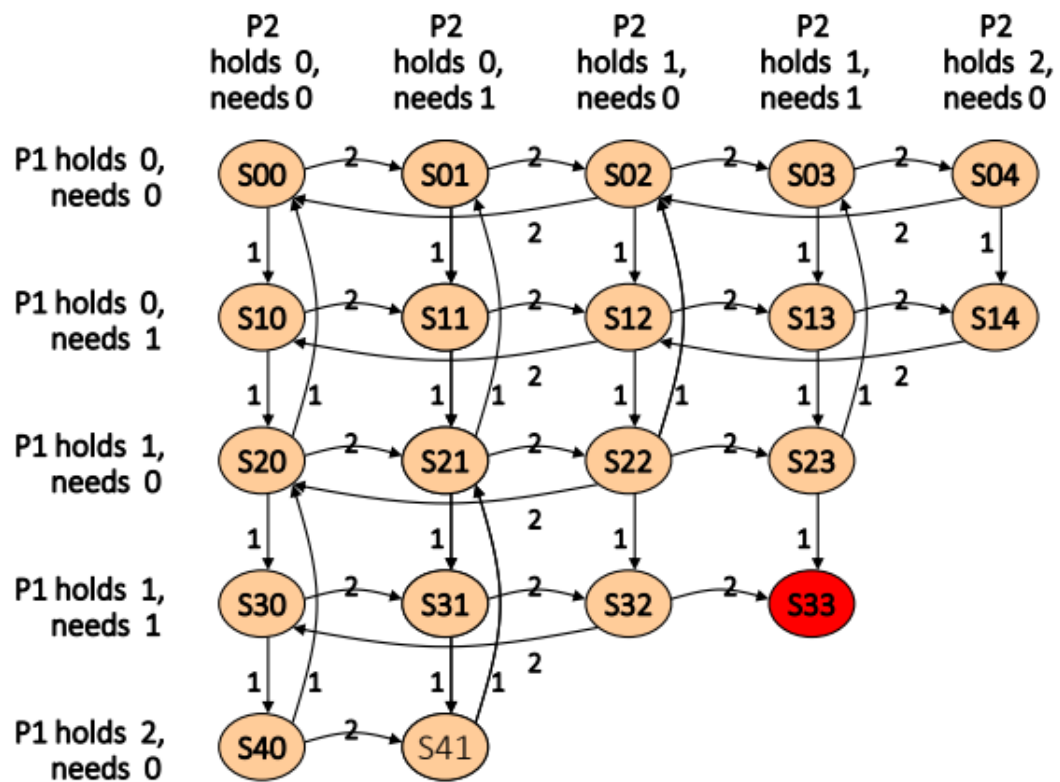 P2 P2 P2 P2 P2
holds 0, holds 0, holds 1, holds 1, holds 2,
needs 0 needs 1 needs 0 needs 1 needs 0
P1 holds 0,
needs 0
S00 2 S01 2 S02 2 S03 2 S04
2 2
1 1 1 1 1
P1 holds 0,
needs 1
S10 2 S11 2 S12 2 S13 2 S14
2 2
1 1 1 1 1 1 1
P1 holds 1,
needs 0
S20 2 S21 2 S22 2 S23
2
1 1 1 1
P1 holds 1,
needs 1
S30 2 S31 2 S32 2 S33
2
1 1 1 1
P1 holds 2,
needs 0
S40 2 S41